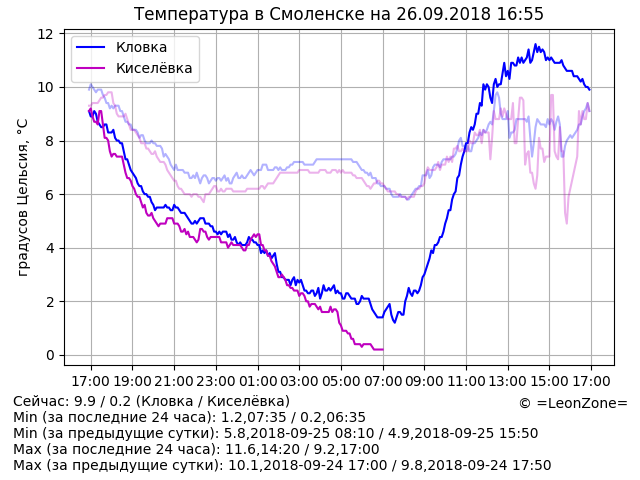 Температура в Смоленске на 26.09.2018 16:55
Кловка
Киселёвка
градусов Цельсия, °C
12
10
8
6
4
2
0
17:00 19:00 21:00 23:00 01:00 03:00 05:00 07:00 09:00 11:00 13:00 15:00 17:00
Сейчас: 9.9 / 0.2 (Кловка / Киселёвка)
© =LeonZone=
Min (за последние 24 часа): 1.2,07:35 / 0.2,06:35
Min (за предыдущие сутки): 5.8,2018-09-25 08:10 / 4.9,2018-09-25 15:50
Max (за последние 24 часа): 11.6,14:20 / 9.2,17:00
Max (за предыдущие сутки): 10.1,2018-09-24 17:00 / 9.8,2018-09-24 17:50